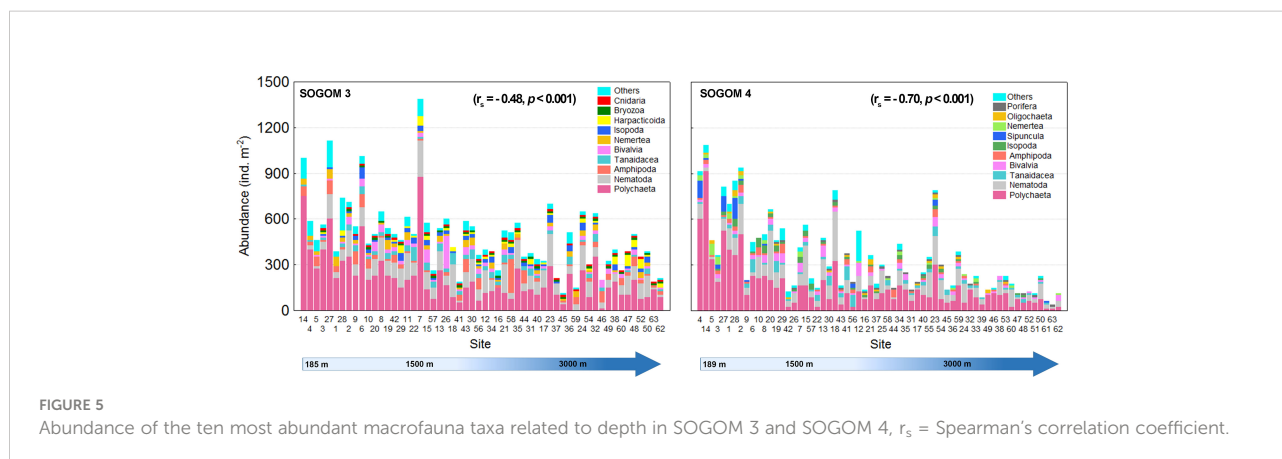 SOGOM 3
(rs = - 0.48, p < 0.001)
Abundance (ind. m-2)
1500
1200
900
600
300
0
Others
Cnidaria
Bryozoa
Harpacticoida
Isopoda
Nemertea
Bivalvia
Tanaidacea
Amphipoda
Nematoda
Polychaeta
14 5 27 28 9 10 8 42 11 7 57 26 41 30 12 16 58 35 31 17 45 59 24 32 38 60 47 52 63
4 3 1 2 6 20 19 29 22 15 13 18 43 56 34 33 21 55 44 40 37 36 54 46 49 48 50 62
Site
185 m 1500 m 3000 m
SOGOM 4
(rs = - 0.70, p < 0.001)
Others
Porifera
Oligochaeta
Nemertea
Sipuncula
Isopoda
Amphipoda
Bivalvia
Tanaidacea
Nematoda
Polychaeta
Site
189 m 1500 m 3000 m
FIGURE 5
Abundance of the ten most abundant macrofauna taxa related to depth in SOGOM 3 and SOGOM 4, rs = Spearman's correlation coefficient.